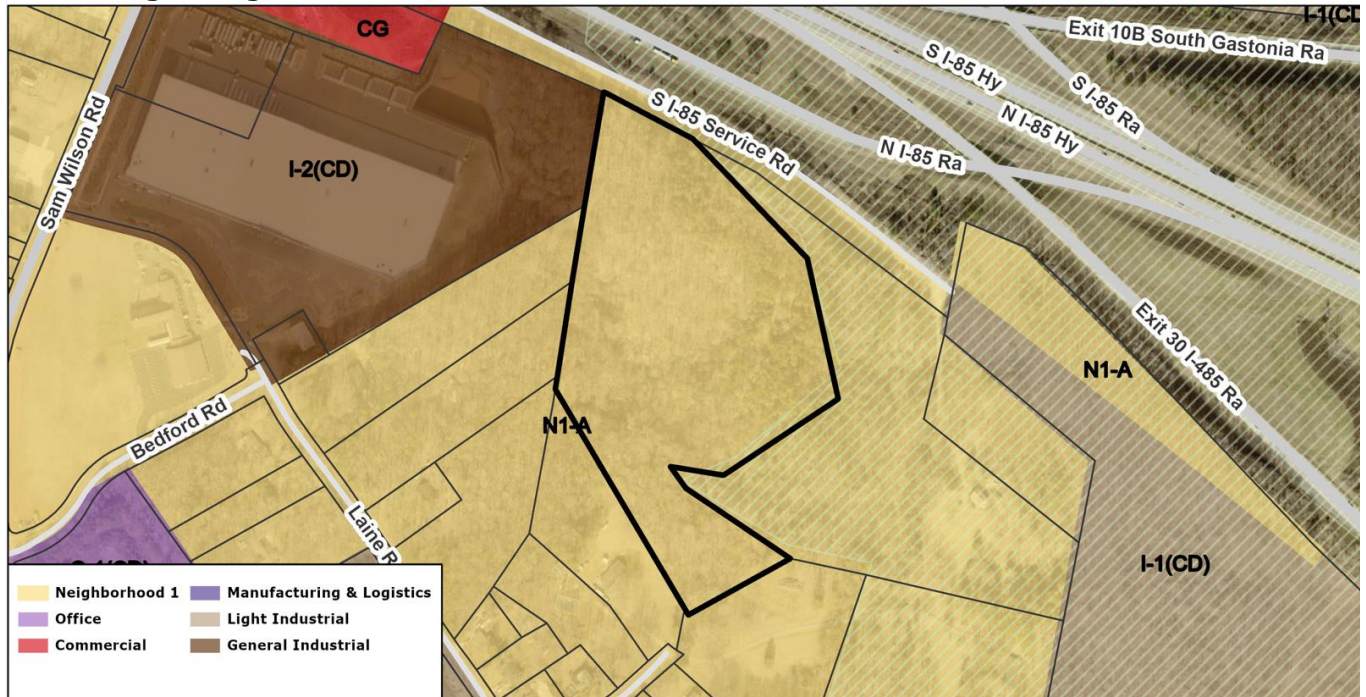 I-1(CD
Exit 10B South Gastonia Ra
CG
S I-85 Hy
S I-85 Ra
S I-85 Service Rd
N I-85 Hy
N I-85 Ra
Sam Wilson Rd
I-2(CD)
Exit 30 I-485 Ra
N1-A
N1-A
Bedford Rd
Laine R
I-1(CD)
Neighborhood 1
Manufacturing & Logistics
Office
Light Industrial
Commercial
General Industrial